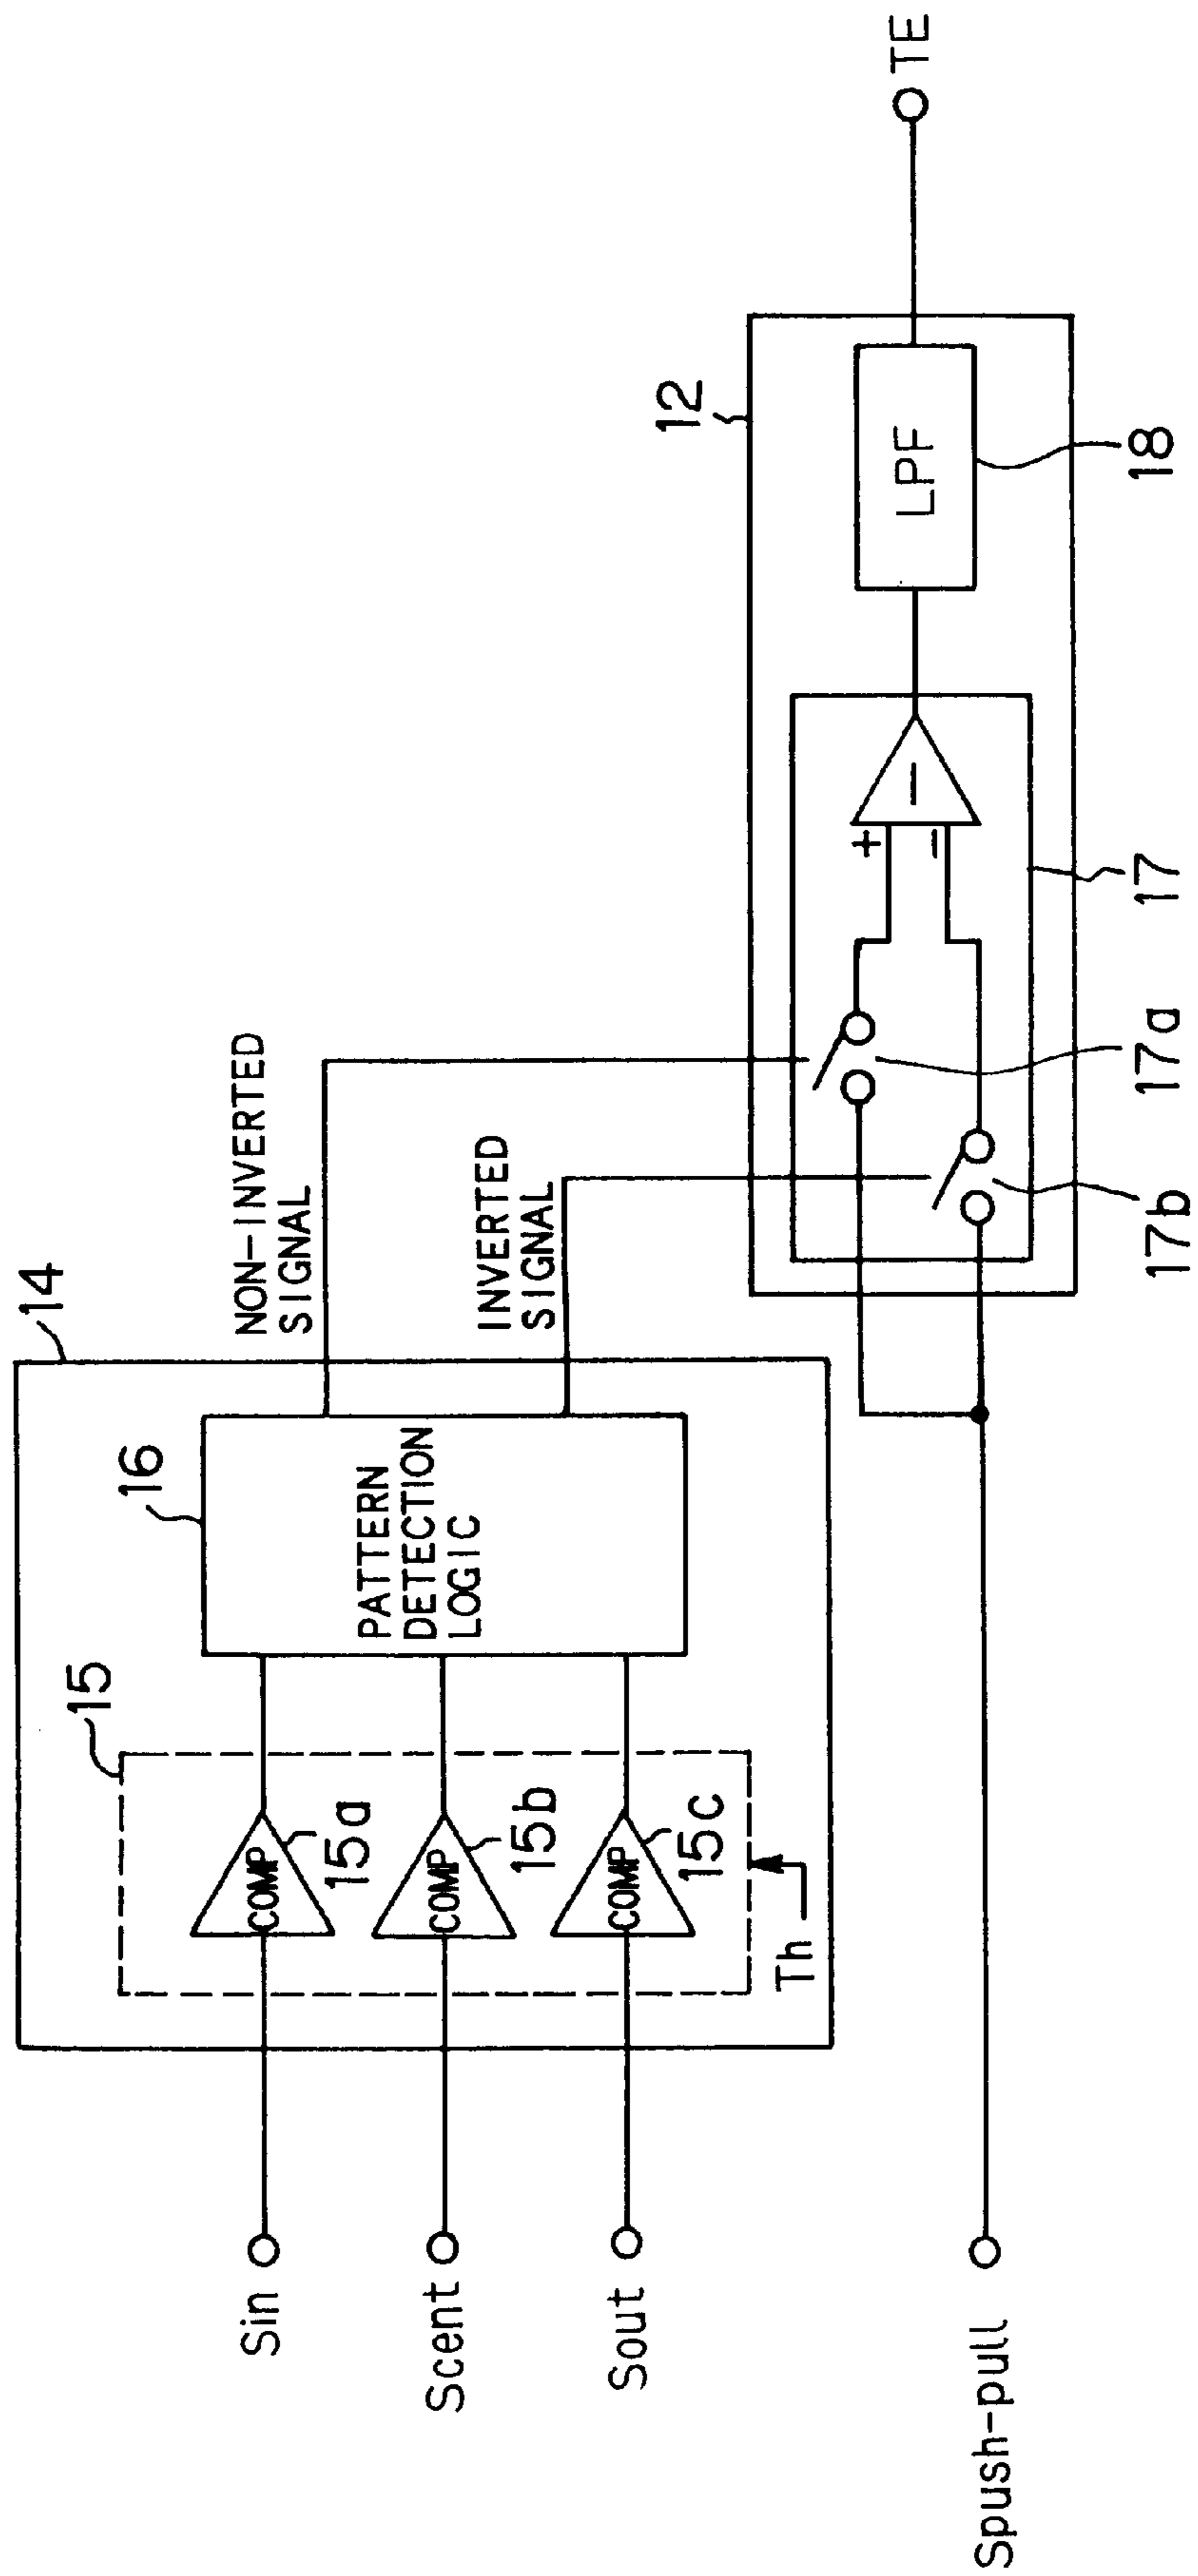 14
15
16
Sin
COMP
15a
PATTERN
DETECTION
LOGIC
NON-INVERTED
SIGNAL
Scent
COMP
15b
INVERTED
SIGNAL
Sout
COMP
15c
Th
12
+
-
-
LPF
TE
Spush-pull
17b
17a
17
18